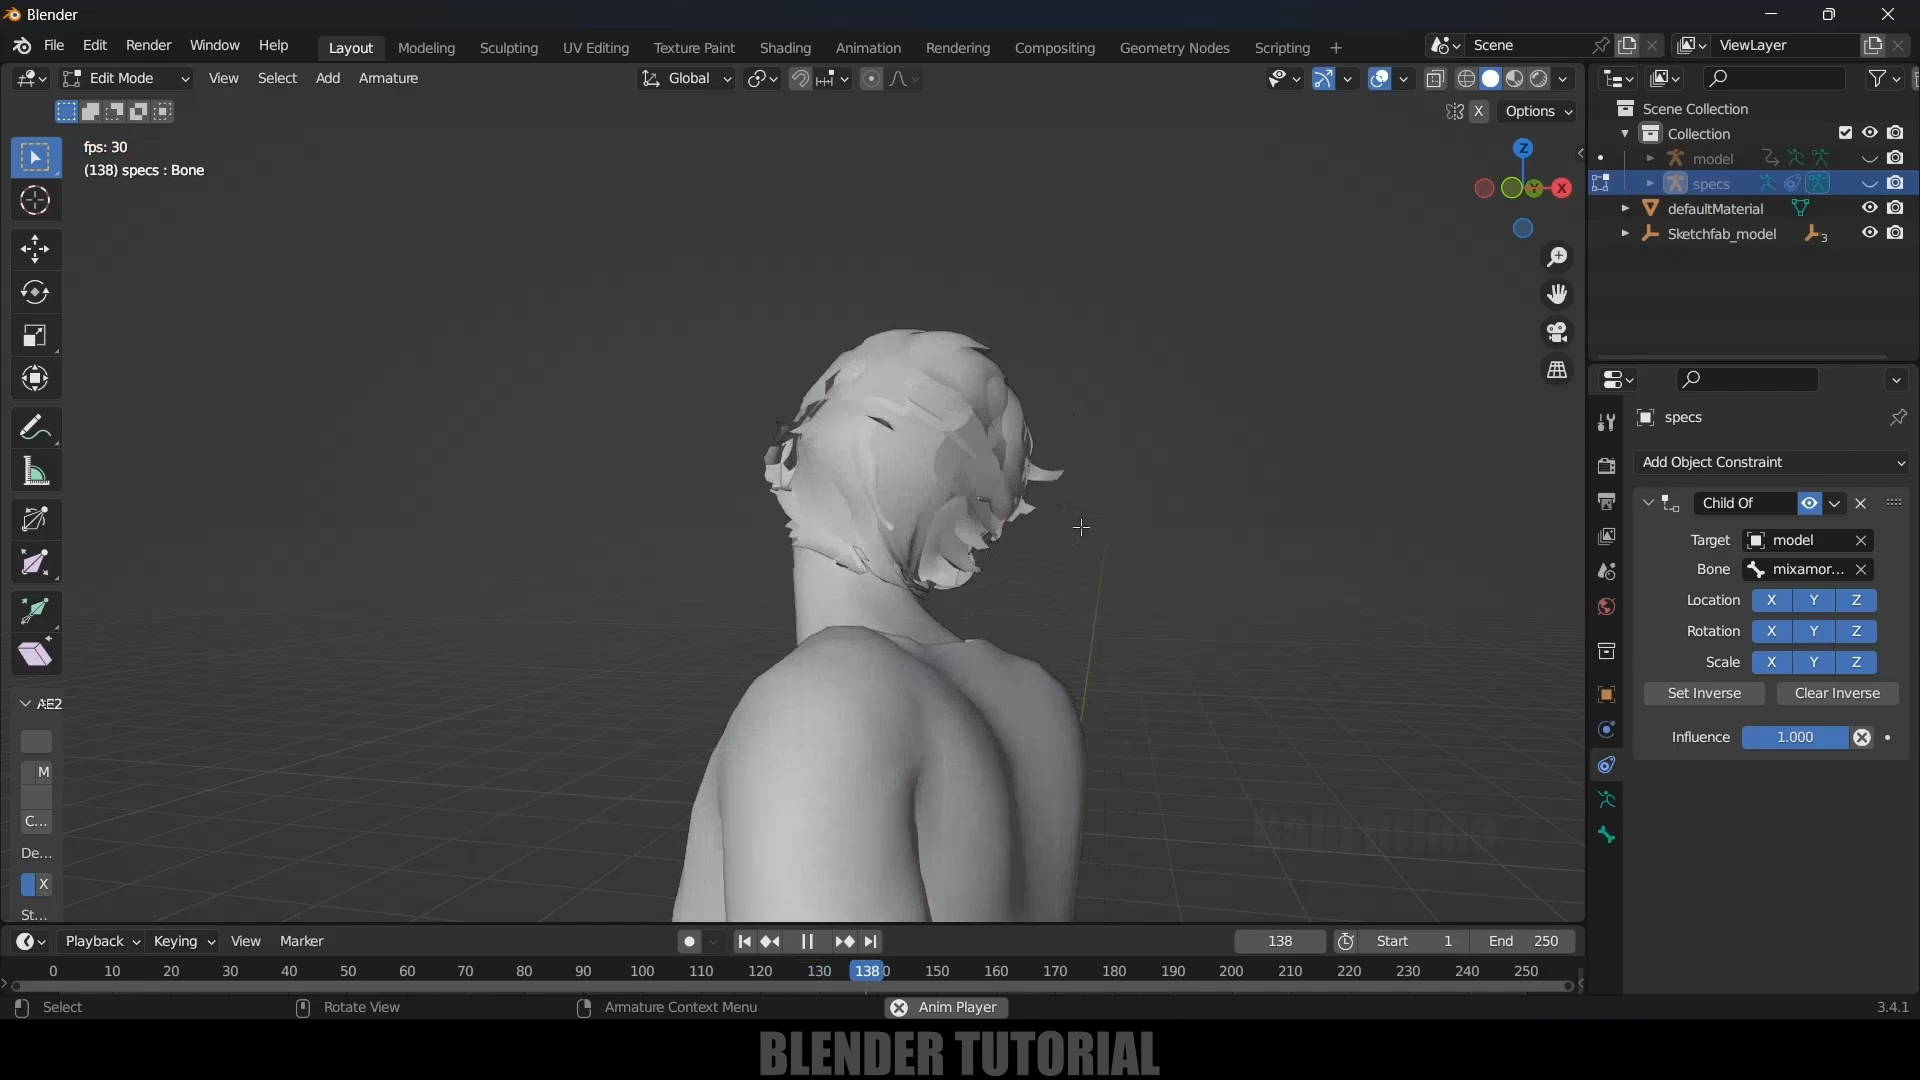 Blender
File Edit Render Window Help Layout Modeling Sculpting UV Editing Texture Paint Shading Animation Rendering Compositing Geometry Nodes Scripting + Scene ViewLayer
Edit Mode View Select Add Armature Global
X Options
fps: 30
(138) specs : Bone
Z
Y X
Scene Collection
Collection
model
specs
defaultMaterial
Sketchfab_model 3
specs
Add Object Constraint
Child Of
Target model
Bone mixamor...
Location X Y Z
Rotation X Y Z
Scale X Y Z
Set Inverse Clear Inverse
Influence 1.000
AE2
M
C...
De...
X
St...
Playback Keying View Marker 138 Start 1 End 250
0 10 20 30 40 50 60 70 80 90 100 110 120 130 138 150 160 170 180 190 200 210 220 230 240 250
Select Rotate View Armature Context Menu Anim Player 3.4.1
BLENDER TUTORIAL